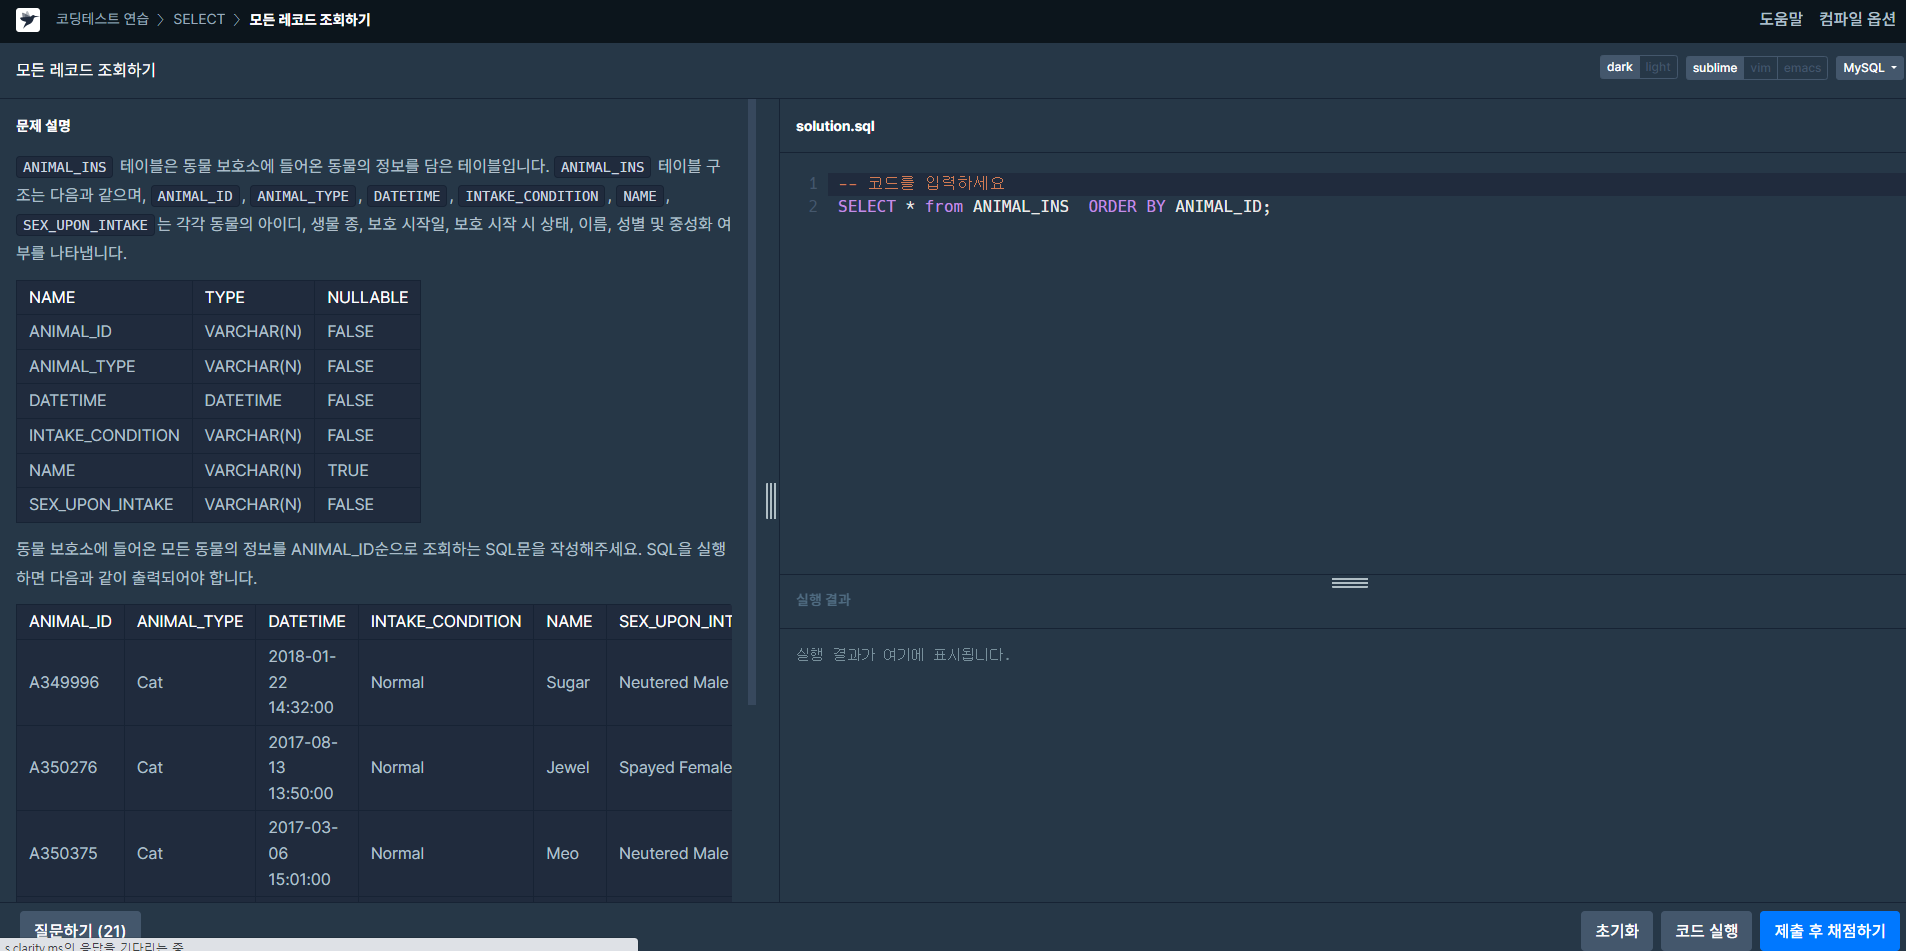 코딩테스트 연습 > SELECT > 모든 레코드 조회하기
도움말 컴파일 옵션
모든 레코드 조회하기
dark light sublime vim emacs MySQL
문제 설명
ANIMAL_INS 테이블은 동물 보호소에 들어온 동물의 정보를 담은 테이블입니다. ANIMAL_INS 테이블 구
조는 다음과 같으며, ANIMAL_ID, ANIMAL_TYPE, DATETIME, INTAKE_CONDITION, NAME,
SEX_UPON_INTAKE는 각각 동물의 아이디, 생물 종, 보호 시작일, 보호 시작 시 상태, 이름, 성별 및 중성화 여
부를 나타냅니다.
NAME TYPE NULLABLE
ANIMAL_ID VARCHAR(N) FALSE
ANIMAL_TYPE VARCHAR(N) FALSE
DATETIME DATETIME FALSE
INTAKE_CONDITION VARCHAR(N) FALSE
NAME VARCHAR(N) TRUE
SEX_UPON_INTAKE VARCHAR(N) FALSE
동물 보호소에 들어온 모든 동물의 정보를 ANIMAL_ID순으로 조회하는 SQL문을 작성해주세요. SQL을 실행
하면 다음과 같이 출력되어야 합니다.
ANIMAL_ID ANIMAL_TYPE DATETIME INTAKE_CONDITION NAME SEX_UPON_INT
A349996 Cat 2018-01-22 14:32:00 Normal Sugar Neutered Male
A350276 Cat 2017-08-13 13:50:00 Normal Jewel Spayed Female
A350375 Cat 2017-03-06 15:01:00 Normal Meo Neutered Male
solution.sql
1 -- 코드를 입력하세요
2 SELECT * from ANIMAL_INS  ORDER BY ANIMAL_ID;
실행 결과
실행 결과가 여기에 표시됩니다.
질문하기 (21)
초기화 코드 실행 제출 후 채점하기
s.clarity.ms의 응답을 기다리는 중